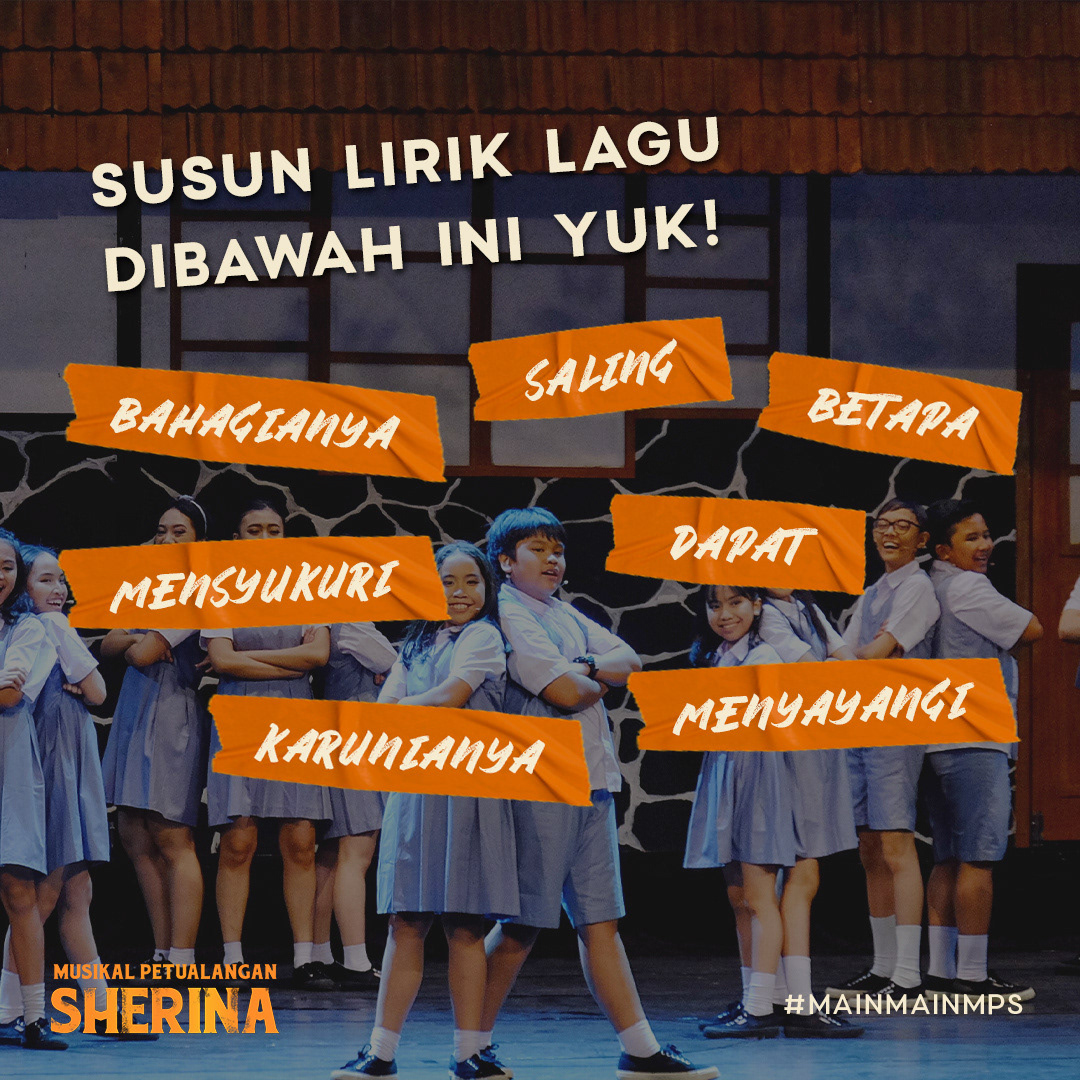 SUSUN LIRIK LAGU
DIBAWAH INI YUK!
SALING
BAHAGIANYA
BETAPA
DAPAT
MENSYUKURI
MENYAYANGI
KARUNIANYA
MUSIKAL PETUALANGAN
SHERINA
#MAINMAINMPS